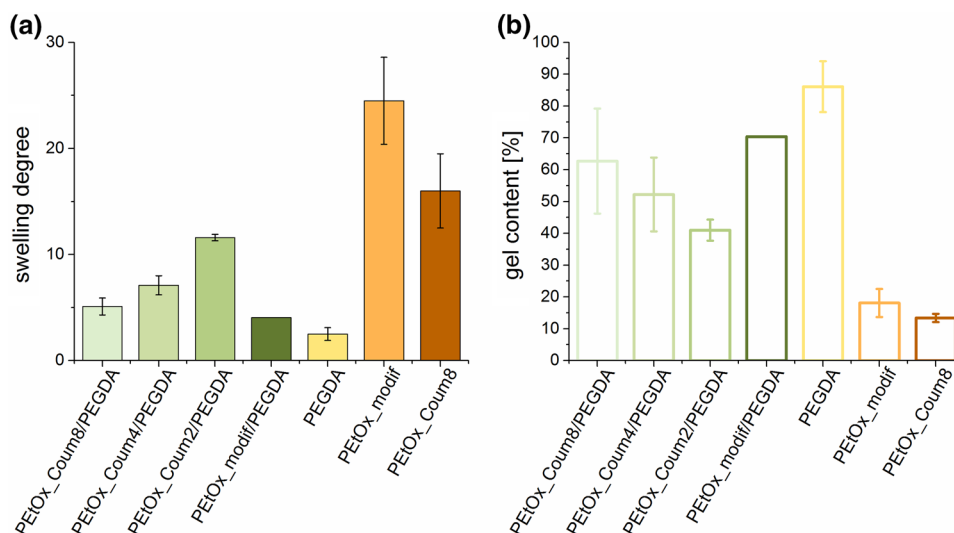 (a)
30
20
10
0
swelling degree
PEtOx_Coum8/PEGDA
PEtOx_Coum4/PEGDA
PEtOx_Coum2/PEGDA
PEtOx_modif/PEGDA
PEGDA
PEtOx_modif
PEtOx_Coum8
(b)
100
90
80
70
60
50
40
30
20
10
0
gel content [%]
PEtOx_Coum8/PEGDA
PEtOx_Coum4/PEGDA
PEtOx_Coum2/PEGDA
PEtOx_modif/PEGDA
PEGDA
PEtOx_modif
PEtOx_Coum8